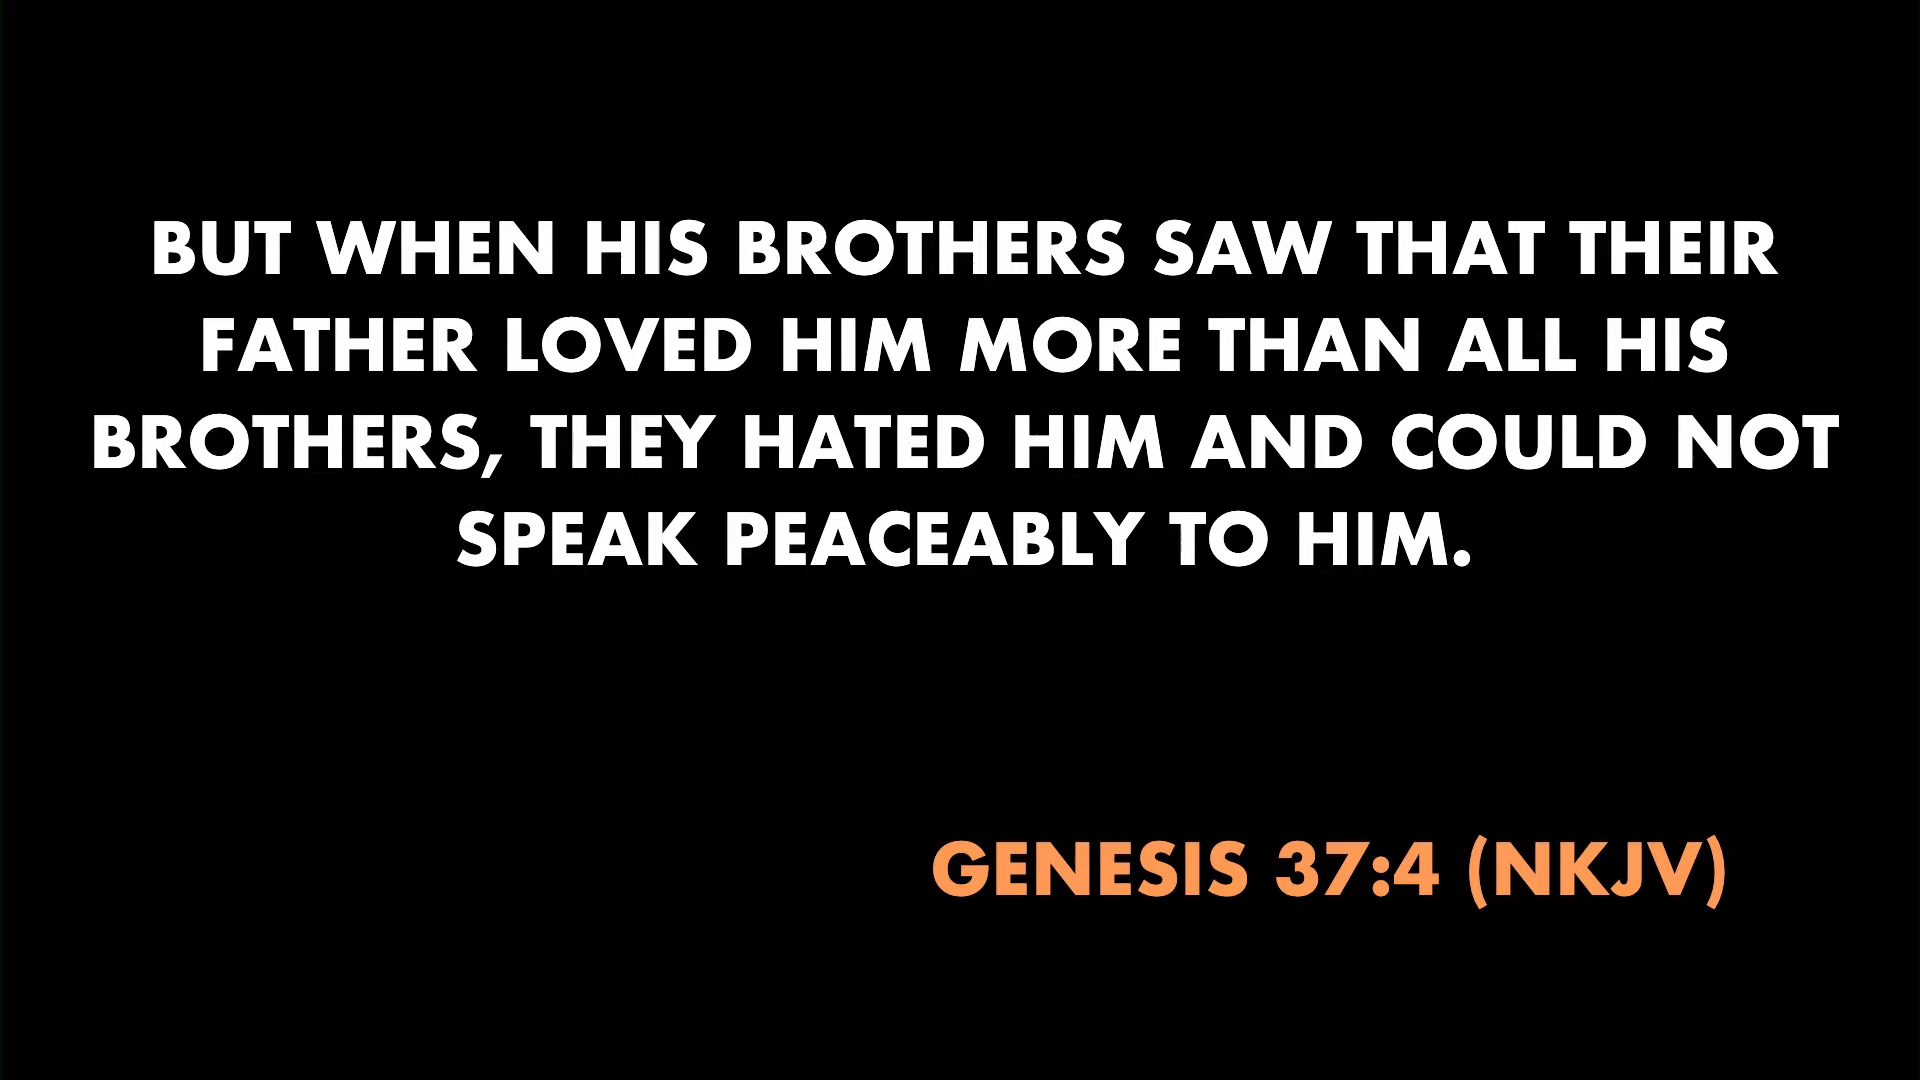 BUT WHEN HIS BROTHERS SAW THAT THEIR
FATHER LOVED HIM MORE THAN ALL HIS
BROTHERS, THEY HATED HIM AND COULD NOT
SPEAK PEACEABLY TO HIM.
GENESIS 37:4 (NKJV)